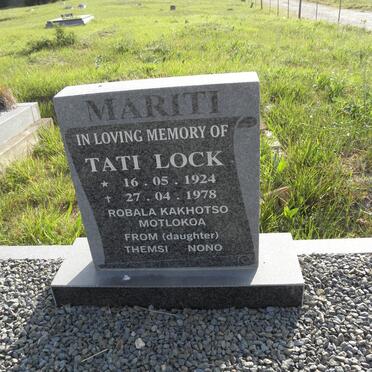 MARITI
IN LOVING MEMORY OF
TATI LOCK
★ 16 . 05 . 1924
✝ 27 . 04 . 1978
ROBALA KAKHOTSO
MOTLOKOA
FROM (daughter)
THEMSI NONO